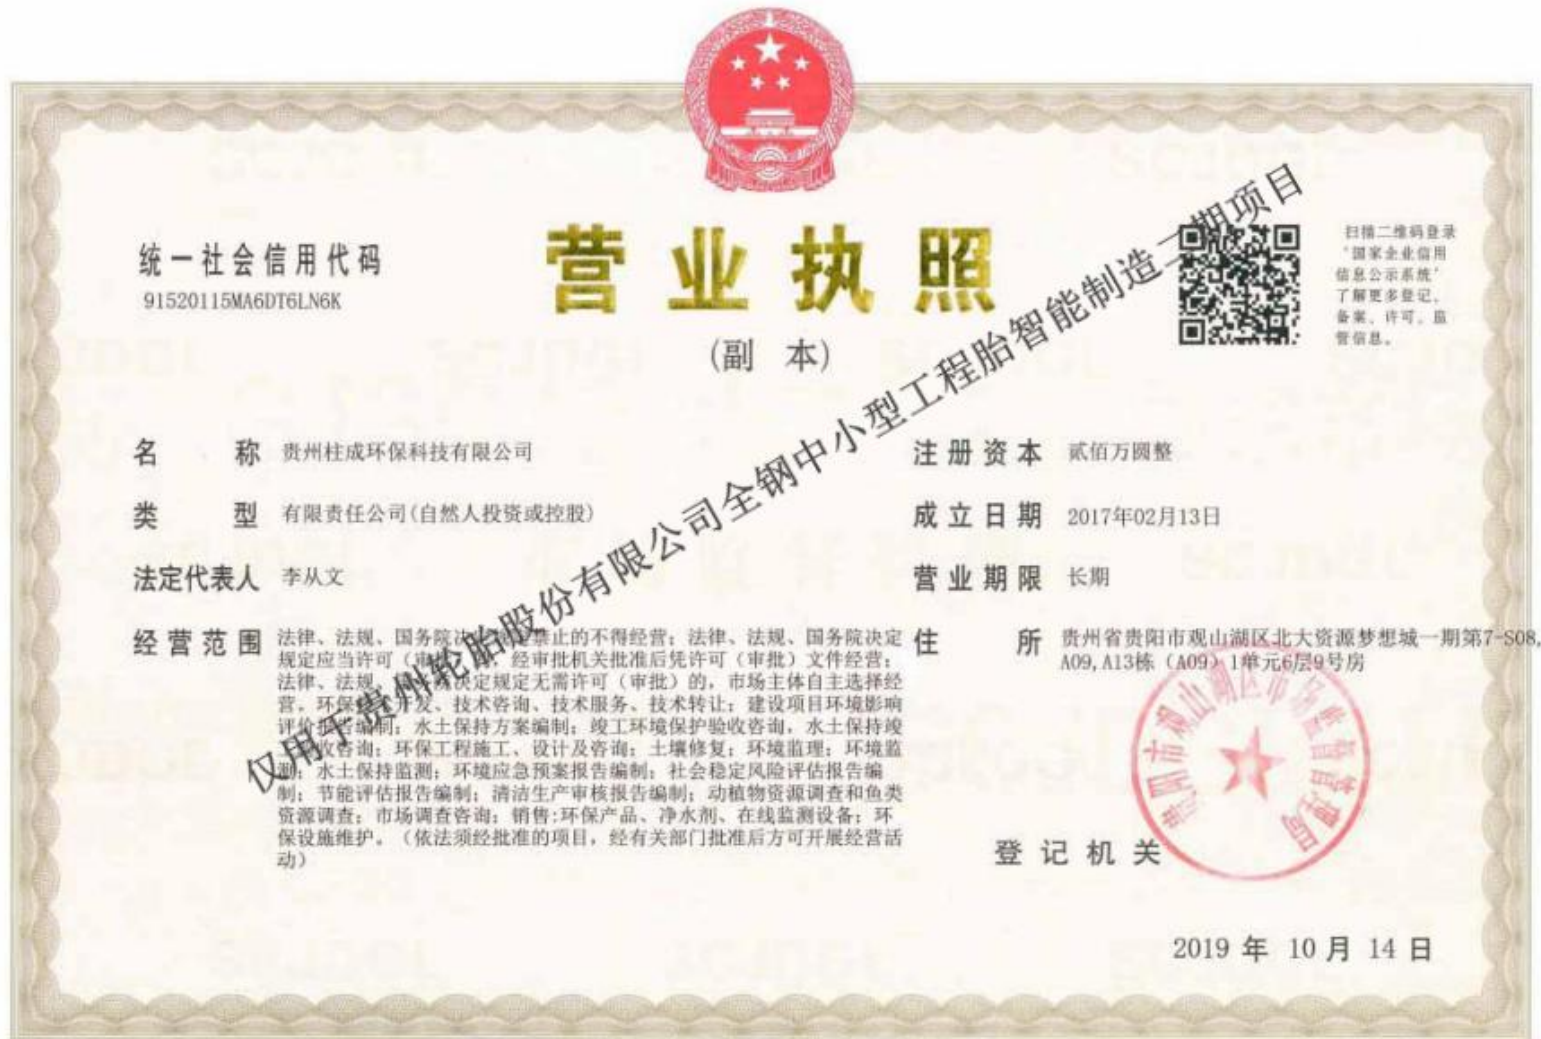 统一社会信用代码
91520115MA6DT6LN6K
营业执照
(副 本)
扫描二维码登录
“国家企业信用
信息公示系统”
了解更多登记、
备案、许可、监
管信息。
名 称 贵州柱成环保科技有限公司
类 型 有限责任公司(自然人投资或控股)
法定代表人 李从文
经营范围 法律、法规、国务院决 禁止的不得经营；法律、法规、国务院决定
规定应当许可（审 经审批机关批准后凭许可（审批）文件经营；
法律、法规、 决定规定无需许可（审批）的，市场主体自主选择经
营。环保 开发、技术咨询、技术服务、技术转让；建设项目环境影响
评价报告编制；水土保持方案编制；竣工环境保护验收咨询，水土保持竣
收咨询；环保工程施工、设计及咨询；土壤修复；环境监理；环境监
测；水土保持监测；环境应急预案报告编制；社会稳定风险评估报告编
制；节能评估报告编制；清洁生产审核报告编制；动植物资源调查和鱼类
资源调查；市场调查咨询；销售:环保产品、净水剂、在线监测设备；环
保设施维护。（依法须经批准的项目，经有关部门批准后方可开展经营活
动）
注册资本 贰佰万圆整
成立日期 2017年02月13日
营业期限 长期
住 所 贵州省贵阳市观山湖区北大资源梦想城一期第7-S08,
A09,A13栋（A09）1单元6层9号房
仅用于贵州轮胎股份有限公司全钢中小型工程胎智能制造二期项目
贵阳市观山湖区市场监督管理局
登记机关
2019 年 10 月 14 日